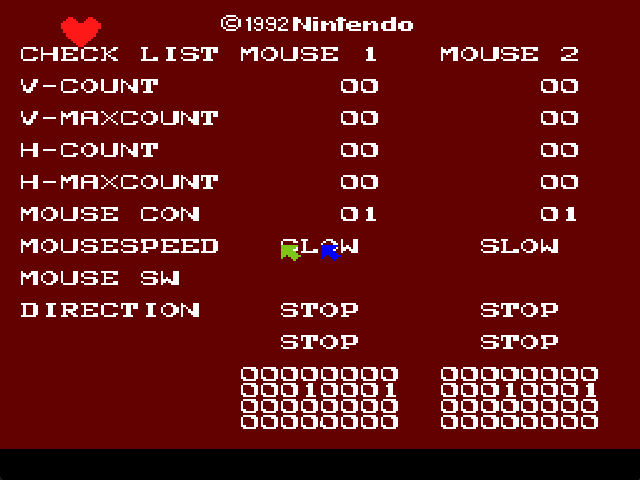 ©1992 Nintendo
CHECK LIST MOUSE 1 MOUSE 2
V-COUNT 00 00
V-MAXCOUNT 00 00
H-COUNT 00 00
H-MAXCOUNT 00 00
MOUSE CON 01 01
MOUSESPEED SLOW SLOW
MOUSE SW
DIRECTION STOP STOP
STOP STOP
00000000 00000000
00010001 00010001
00000000 00000000
00000000 00000000